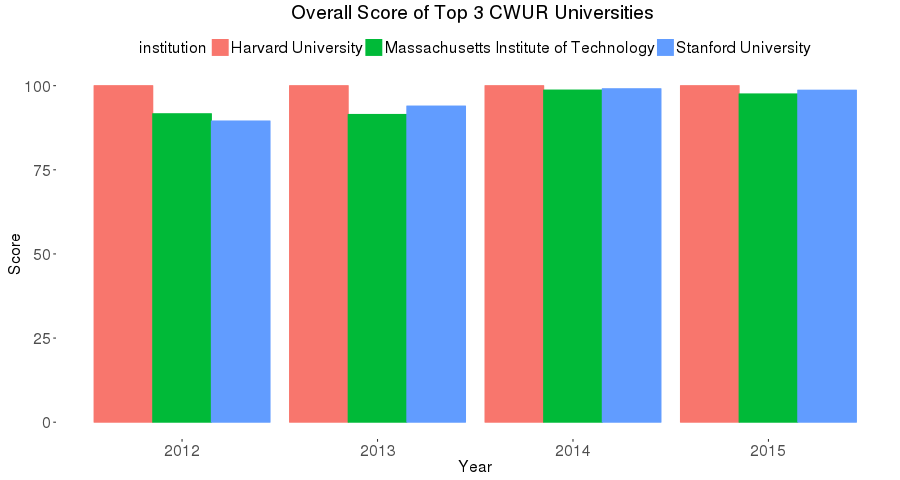 Overall Score of Top 3 CWUR Universities
institution Harvard University Massachusetts Institute of Technology Stanford University
100
75
50
25
0
Score
2012 2013 2014 2015
Year